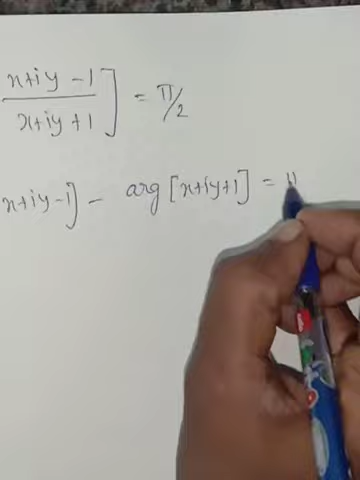 x+iy-1 / x+iy+1 ] = π/2
x+iy-1] - arg [x+iy+1] =